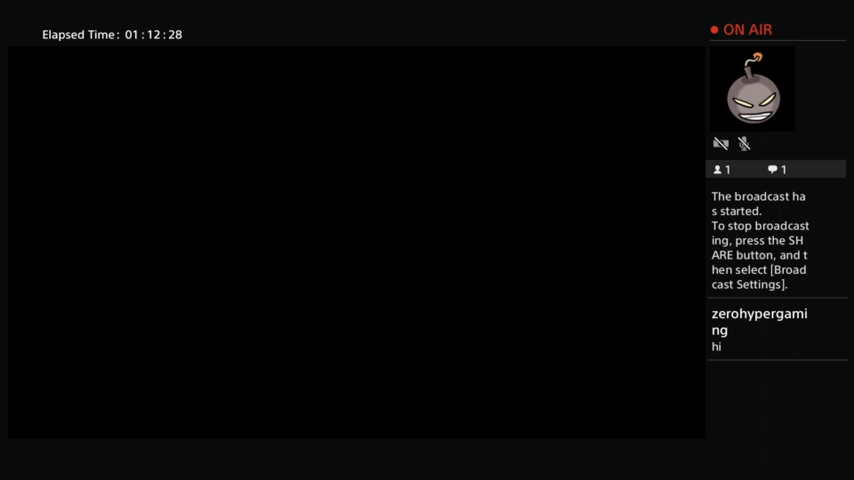 Elapsed Time: 01:12:28
ON AIR
1 1
The broadcast ha
s started.
To stop broadcast
ing, press the SH
ARE button, and t
hen select [Broad
cast Settings].
zerohypergami
ng
hi